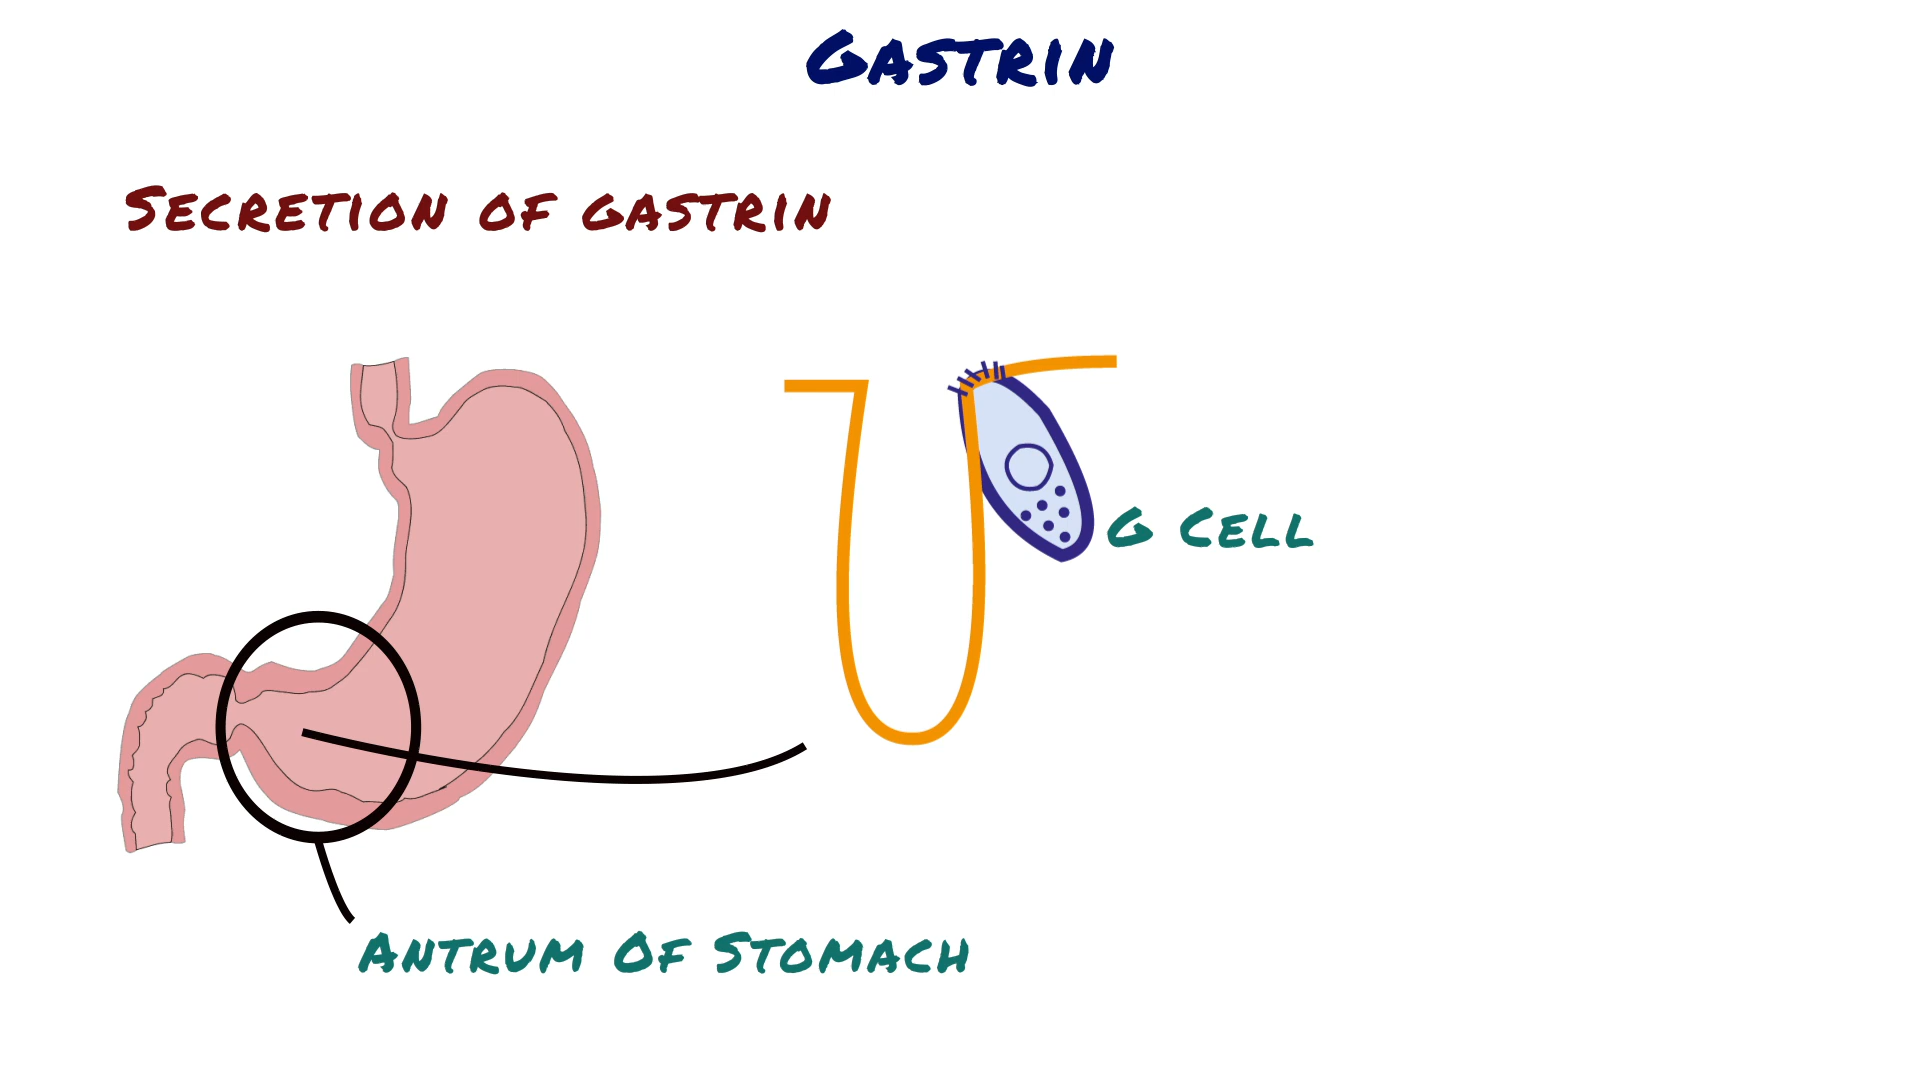 Gastrin
Secretion of gastrin
G Cell
Antrum Of Stomach